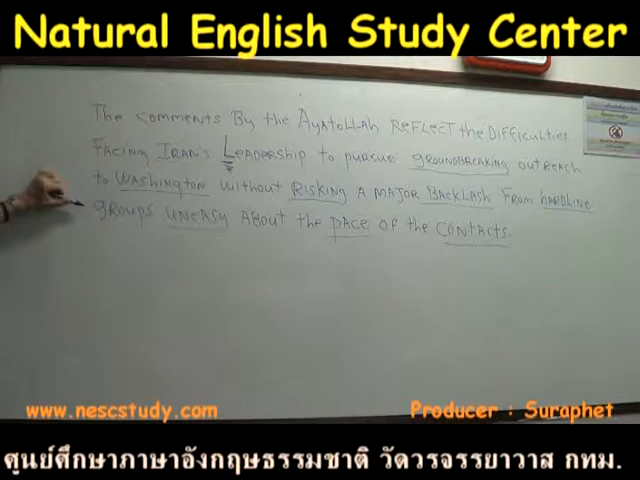 Natural English Study Center
The comments By the AyAtoLLAh REFLECT the DiFFiculties
FAcing IRAN's LeadeRship to puRsue gRoundbREAKing outREACh
to WAShington without RiSKing A MAJOR BACKLASh FROM hARdLine
gRoups uneAsy About the pAce oF the contActs.
www.nescstudy.com
Producer : Suraphet
ศูนย์ศึกษาภาษาอังกฤษธรรมชาติ วัดวรจรรยาวาส กทม.